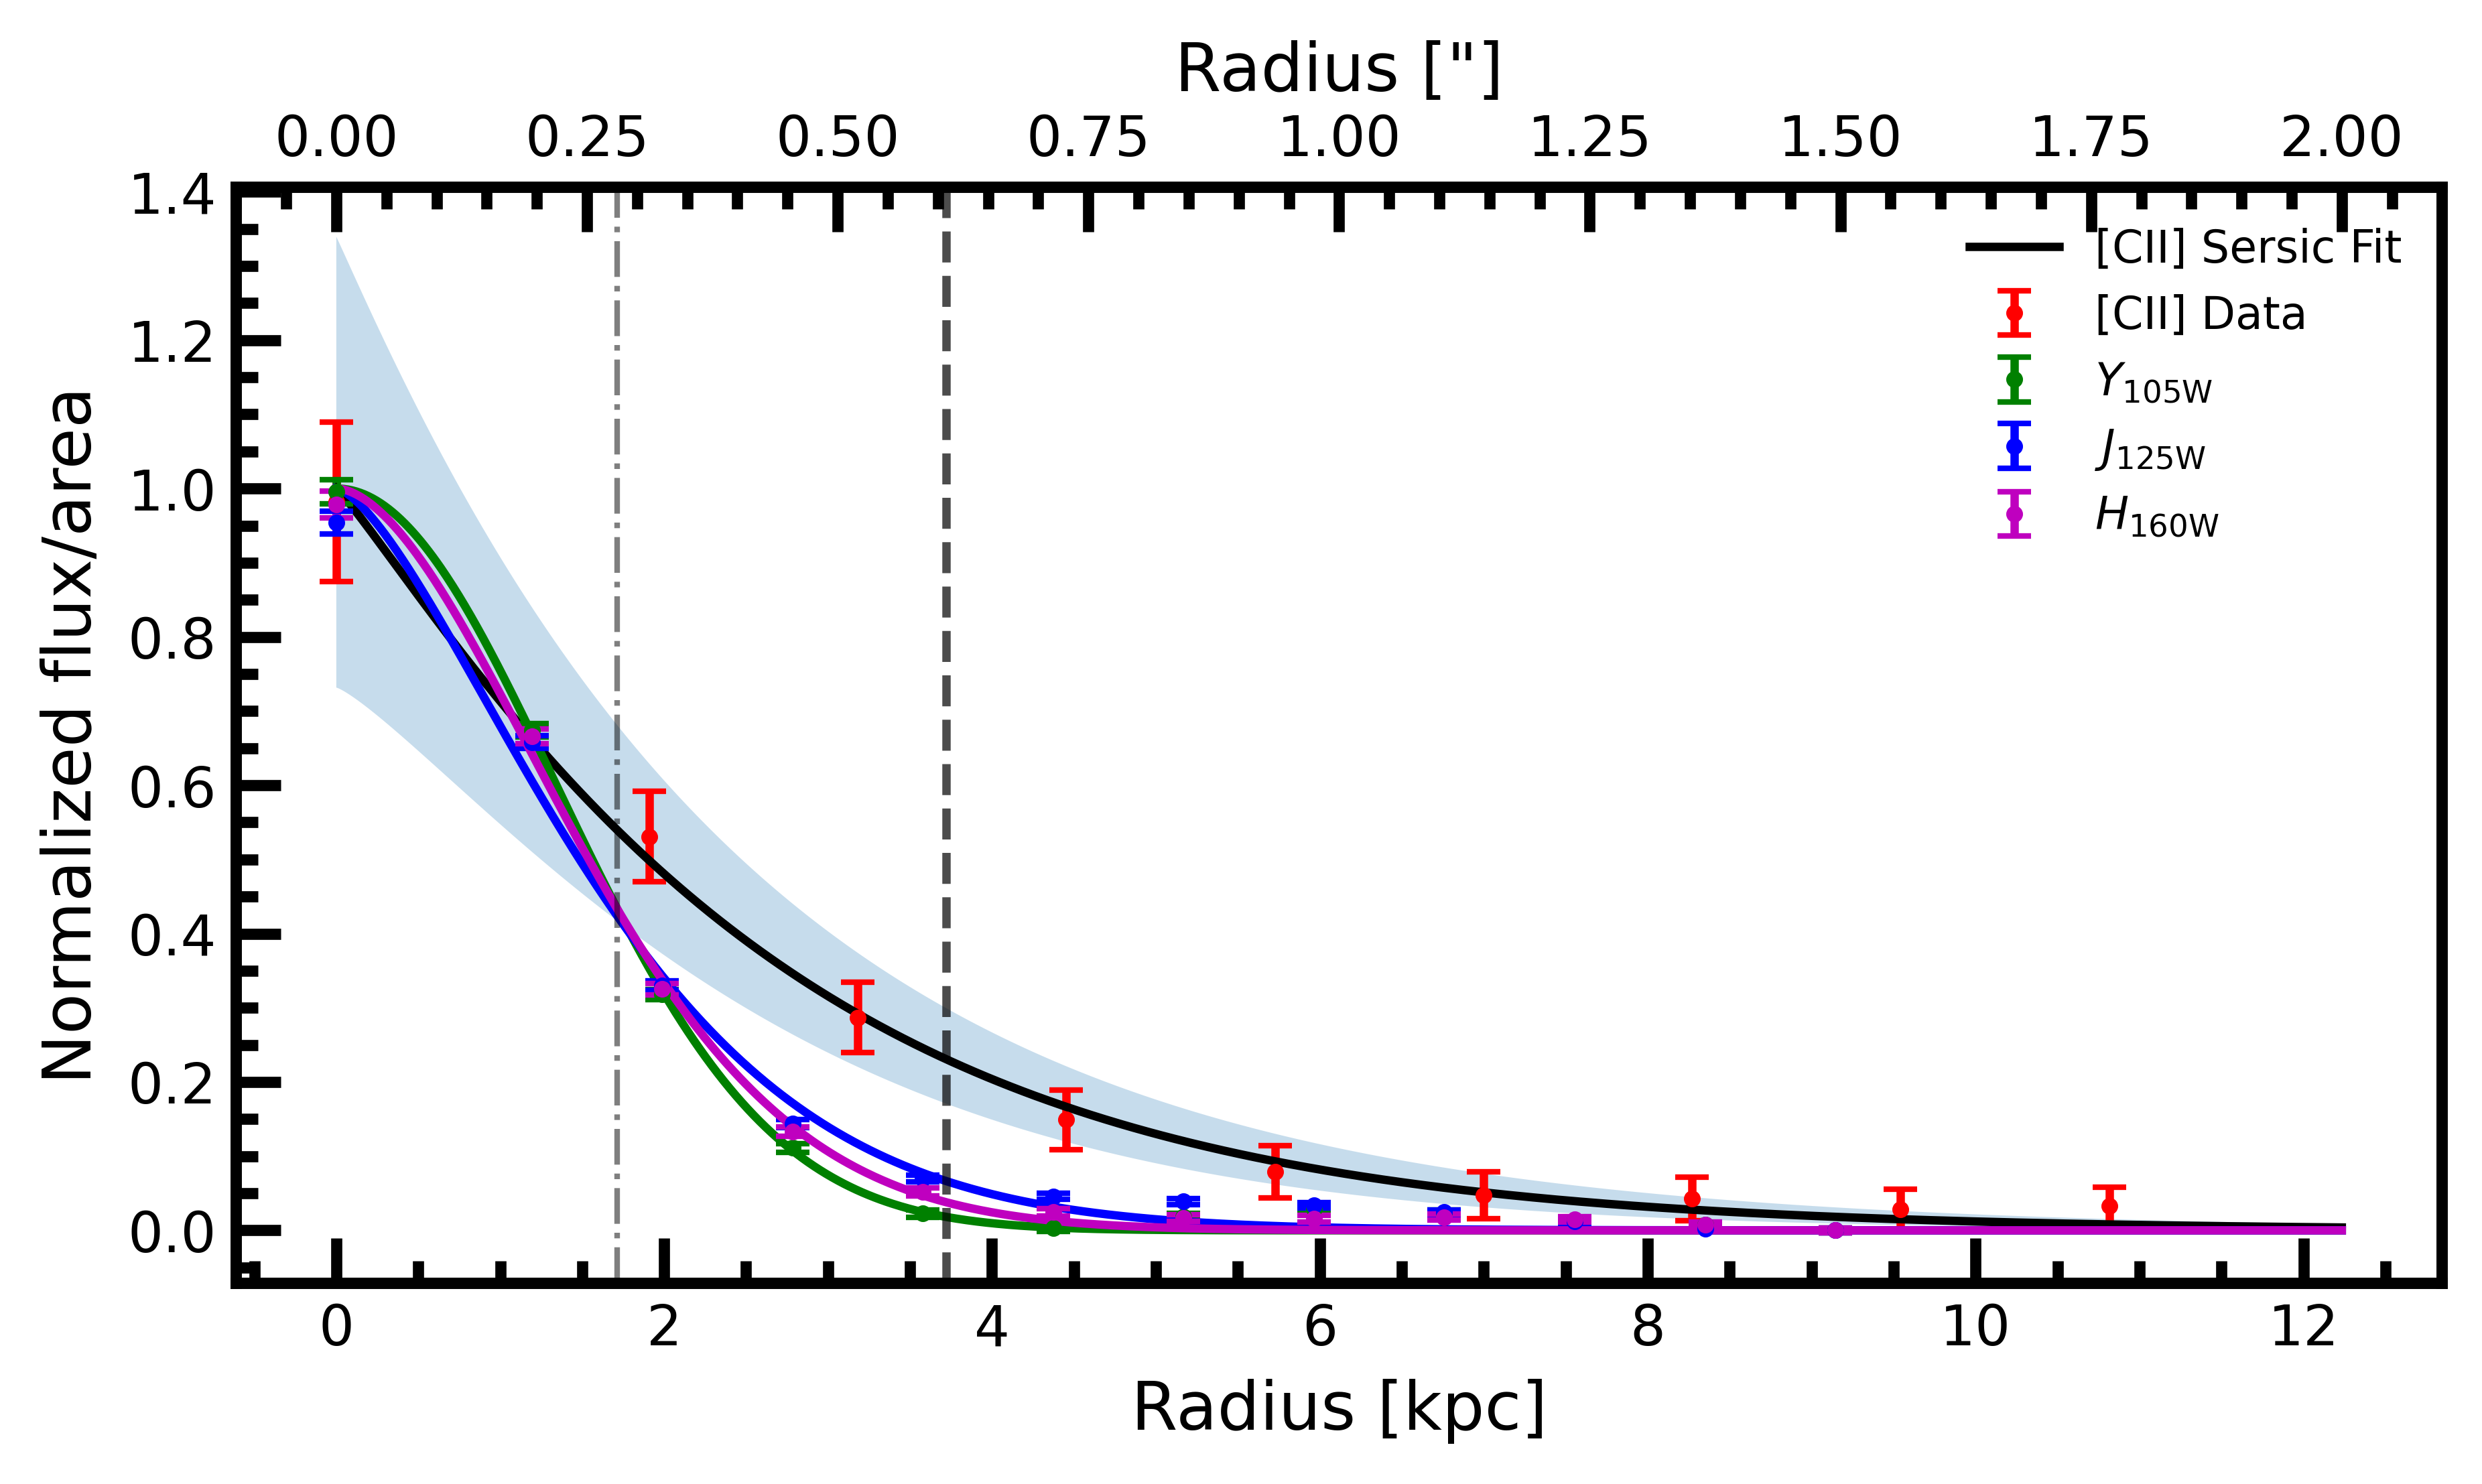 Radius ["]
0.00 0.25 0.50 0.75 1.00 1.25 1.50 1.75 2.00
1.4
1.2
1.0
0.8
0.6
0.4
0.2
0.0
Normalized flux/area
[CII] Sersic Fit
[CII] Data
Y105W
J125W
H160W
0 2 4 6 8 10 12
Radius [kpc]